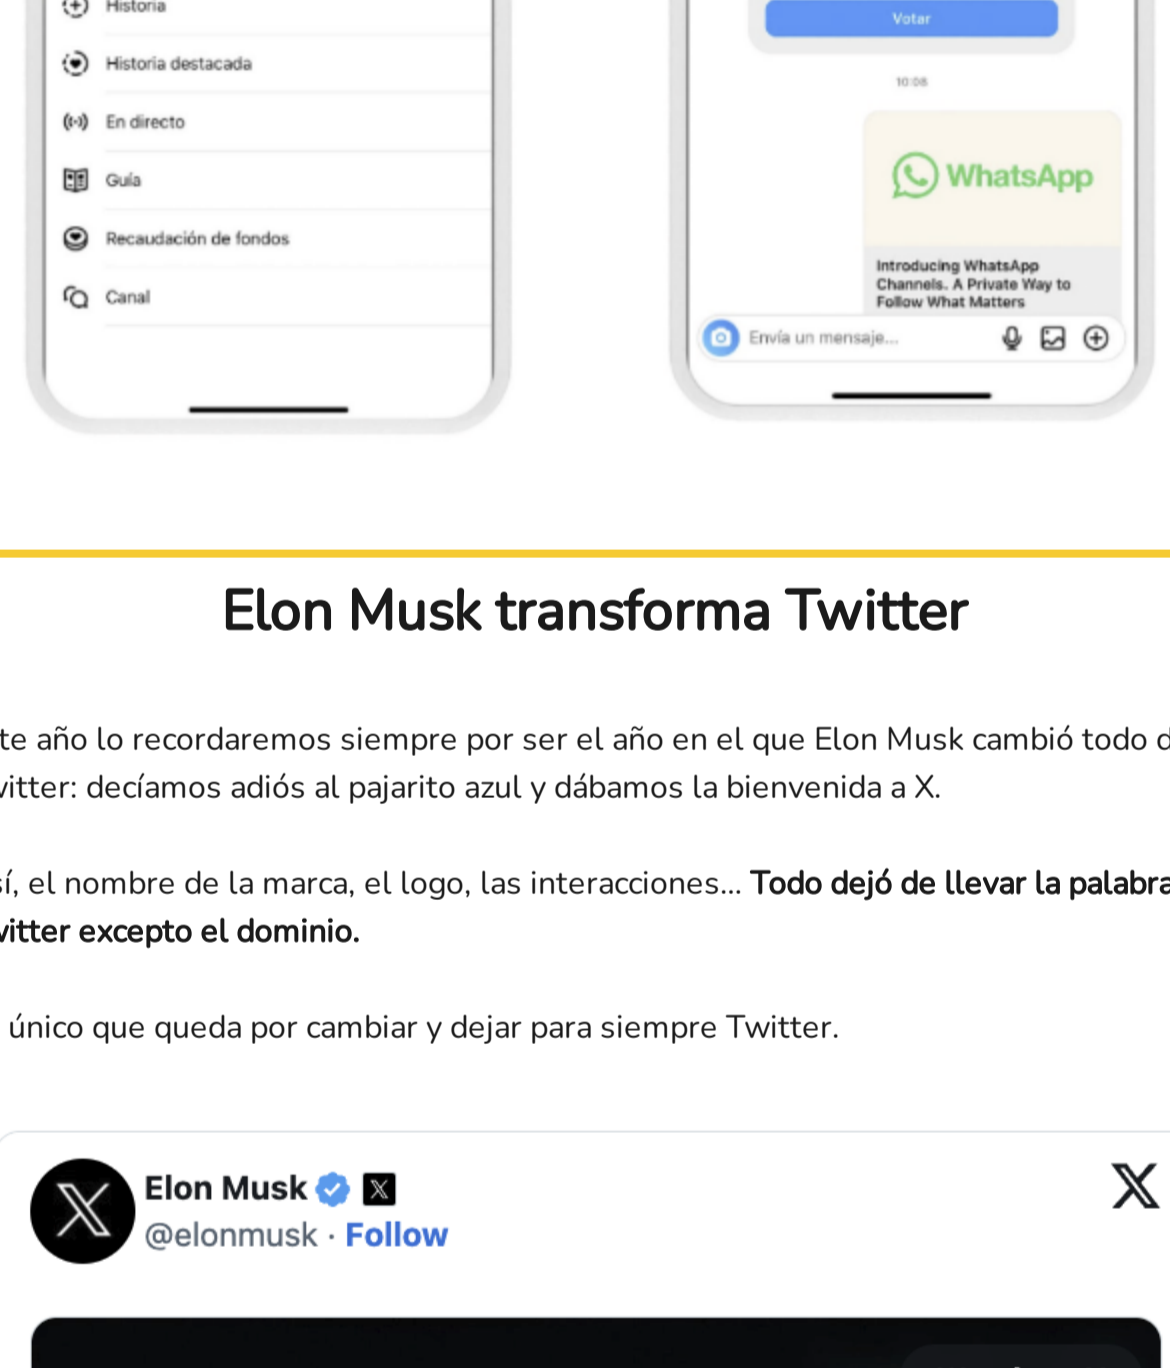 Historia
Historia destacada
En directo
Guía
Recaudación de fondos
Canal
Votar
10:08
WhatsApp
Introducing WhatsApp
Channels. A Private Way to
Follow What Matters
Envía un mensaje...
Elon Musk transforma Twitter
te año lo recordaremos siempre por ser el año en el que Elon Musk cambió todo d
witter: decíamos adiós al pajarito azul y dábamos la bienvenida a X.
sí, el nombre de la marca, el logo, las interacciones... Todo dejó de llevar la palabra
witter excepto el dominio.
único que queda por cambiar y dejar para siempre Twitter.
Elon Musk
@elonmusk · Follow